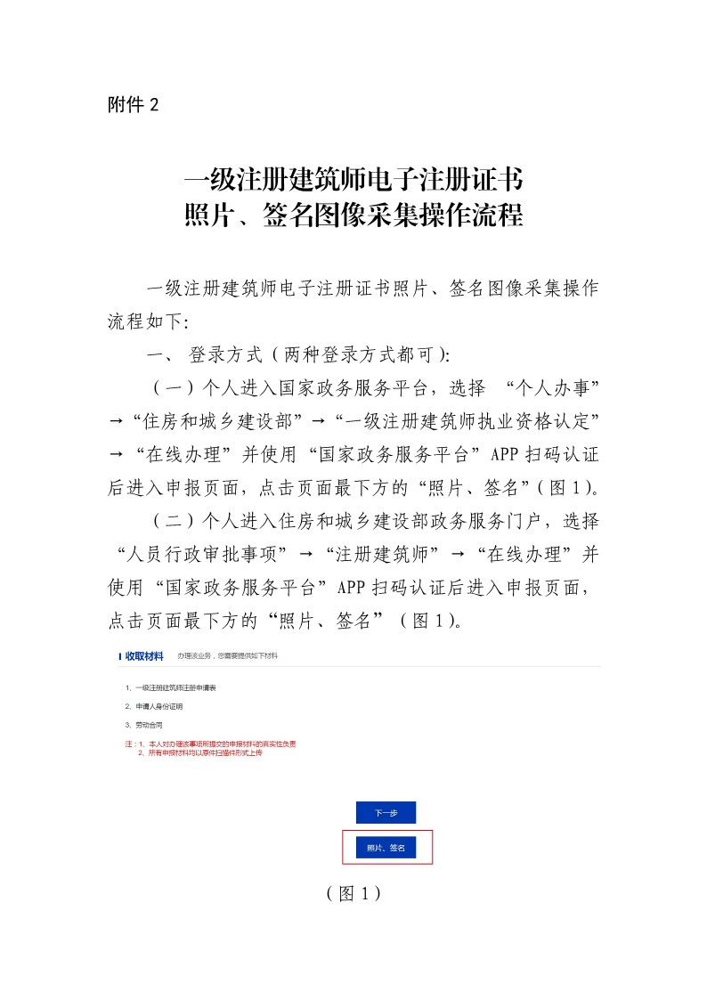 附件 2
一级注册建筑师电子注册证书
照片、签名图像采集操作流程
一级注册建筑师电子注册证书照片、签名图像采集操作
流程如下：
一、 登录方式（两种登录方式都可）：
（一）个人进入国家政务服务平台，选择 “个人办事”
→“住房和城乡建设部”→“一级注册建筑师执业资格认定”
→“在线办理”并使用“国家政务服务平台”APP 扫码认证
后进入申报页面，点击页面最下方的“照片、签名”（图 1）。
（二）个人进入住房和城乡建设部政务服务门户，选择
“人员行政审批事项”→“注册建筑师”→“在线办理”并
使用“国家政务服务平台”APP 扫码认证后进入申报页面，
点击页面最下方的“照片、签名”（图 1）。
收取材料 办理该业务，您需要提供如下材料
1、一级注册建筑师注册申请表
2、申请人身份证明
3、劳动合同
注：1、本人对办理该事项所提交的申报材料的真实性负责
2、所有申报材料均以原件扫描件形式上传
下一步
照片、签名
（图 1）